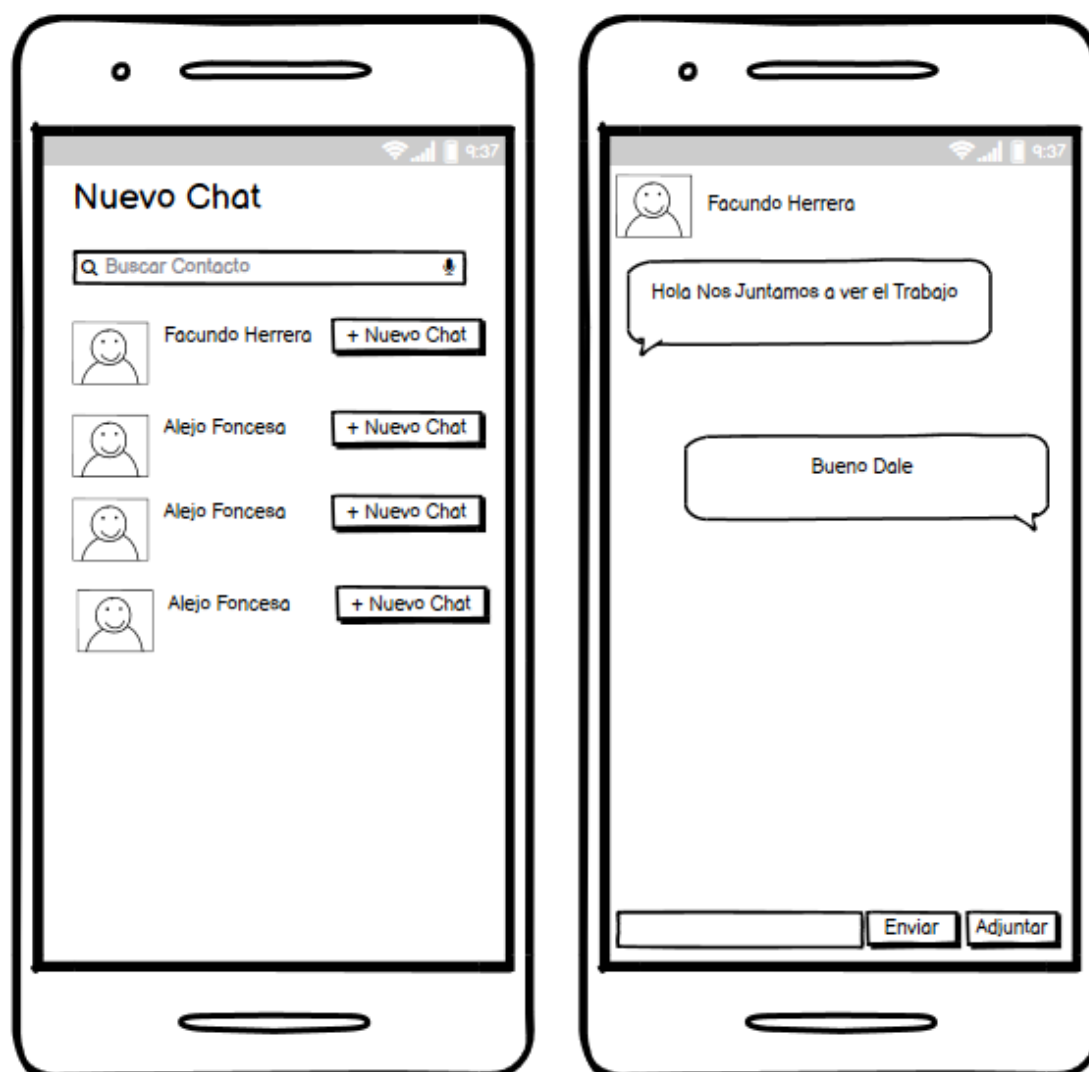 9:37
Nuevo Chat
Buscar Contacto
Facundo Herrera
+ Nuevo Chat
Alejo Foncesa
+ Nuevo Chat
Alejo Foncesa
+ Nuevo Chat
Alejo Foncesa
+ Nuevo Chat
9:37
Facundo Herrera
Hola Nos Juntamos a ver el Trabajo
Bueno Dale
Enviar
Adjuntar